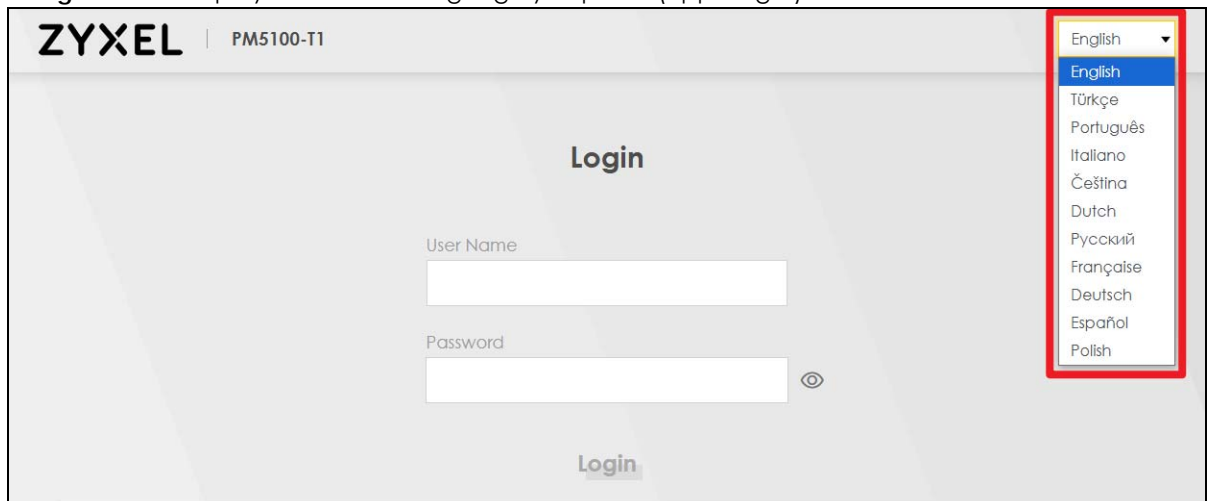 ZYXEL PM5100-T1
English
English
Türkçe
Português
Italiano
Čeština
Dutch
Русский
Française
Deutsch
Español
Polish
Login
User Name
Password
Login